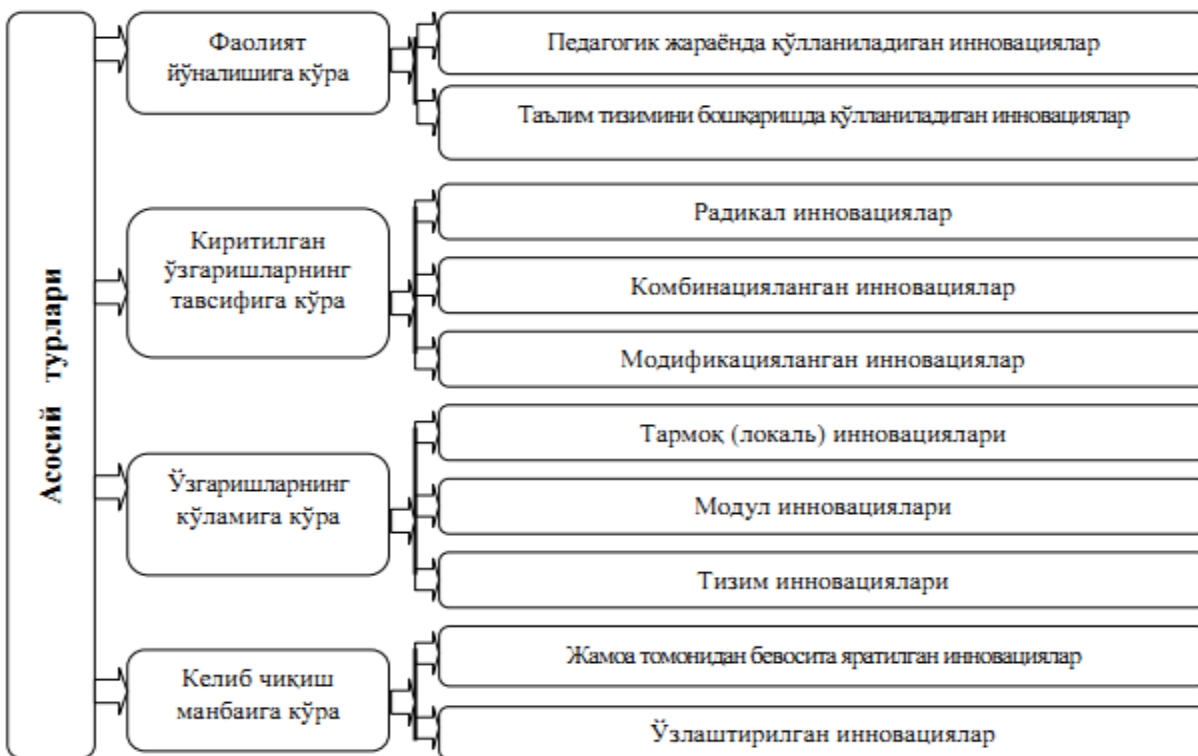 Асосий турлари
Фаолият
йўналишига кўра
Педагогик жараёнда қўлланиладиган инновациялар
Таълим тизимини бошқаришда қўлланиладиган инновациялар
Киритилган
ўзгаришларнинг
тавсифига кўра
Радикал инновациялар
Комбинацияланган инновациялар
Модификацияланган инновациялар
Ўзгаришларнинг
кўламига кўра
Тармоқ (локаль) инновациялари
Модул инновациялари
Тизим инновациялари
Келиб чиқиш
манбаига кўра
Жамоа томонидан бевосита яратилган инновациялар
Ўзлаштирилган инновациялар